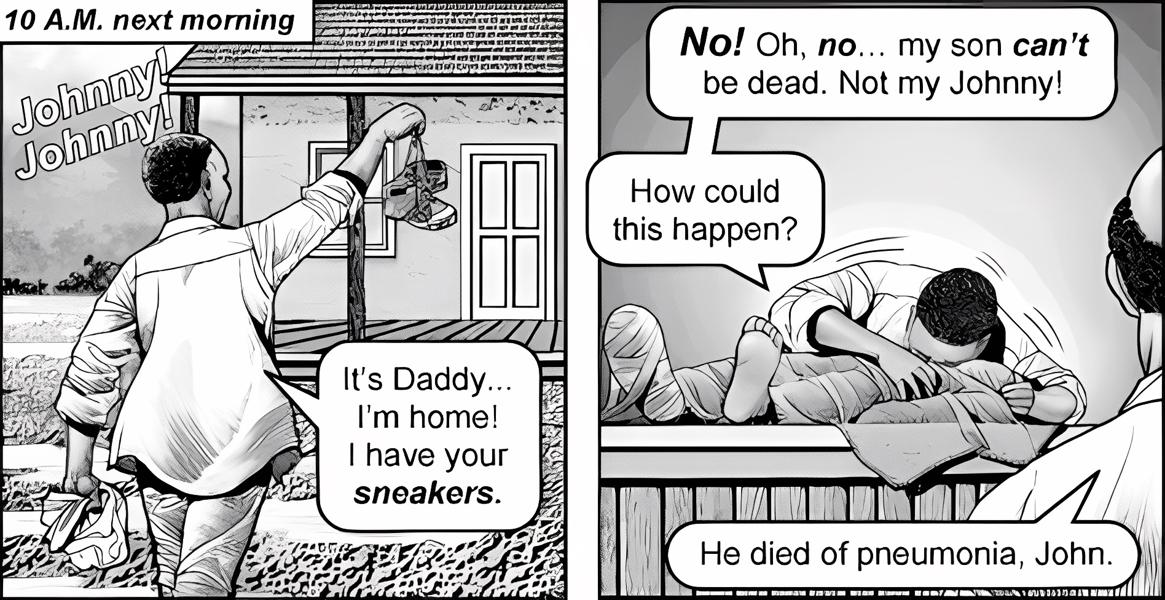 10 A.M. next morning
Johnny!
Johnny!
It's Daddy...
I'm home!
I have your
sneakers.
No! Oh, no... my son can't
be dead. Not my Johnny!
How could
this happen?
He died of pneumonia, John.